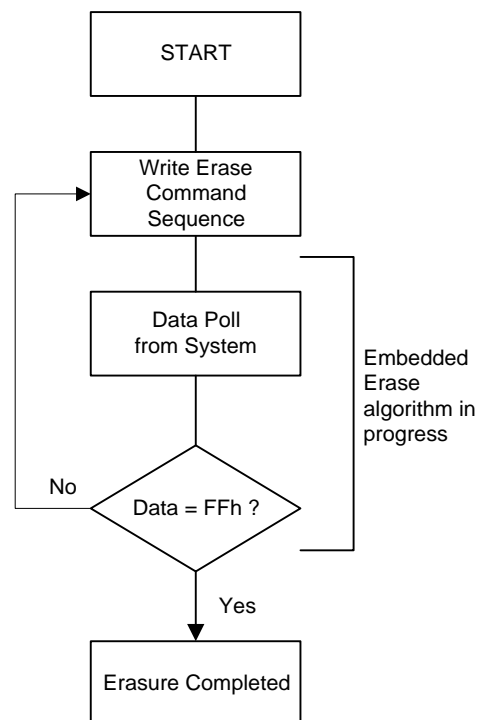 START
Write Erase
Command
Sequence
Data Poll
from System
Embedded
Erase
algorithm in
progress
No
Data = FFh ?
Yes
Erasure Completed